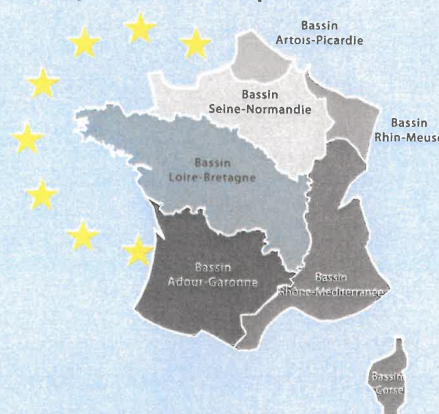 Bassin
Artois-Picardie
Bassin
Seine-Normandie
Bassin
Rhin-Meuse
Bassin
Loire-Bretagne
Bassin
Adour-Garonne
Bassin
Rhône-Méditerranée
Bassin
Corse